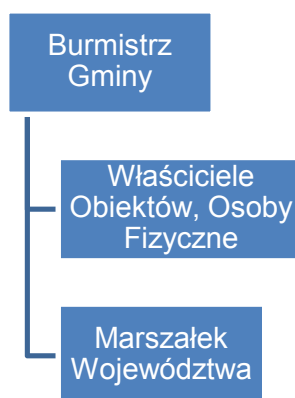 Burmistrz
Gminy
Właściciele
Obiektów, Osoby
Fizyczne
Marszałek
Województwa